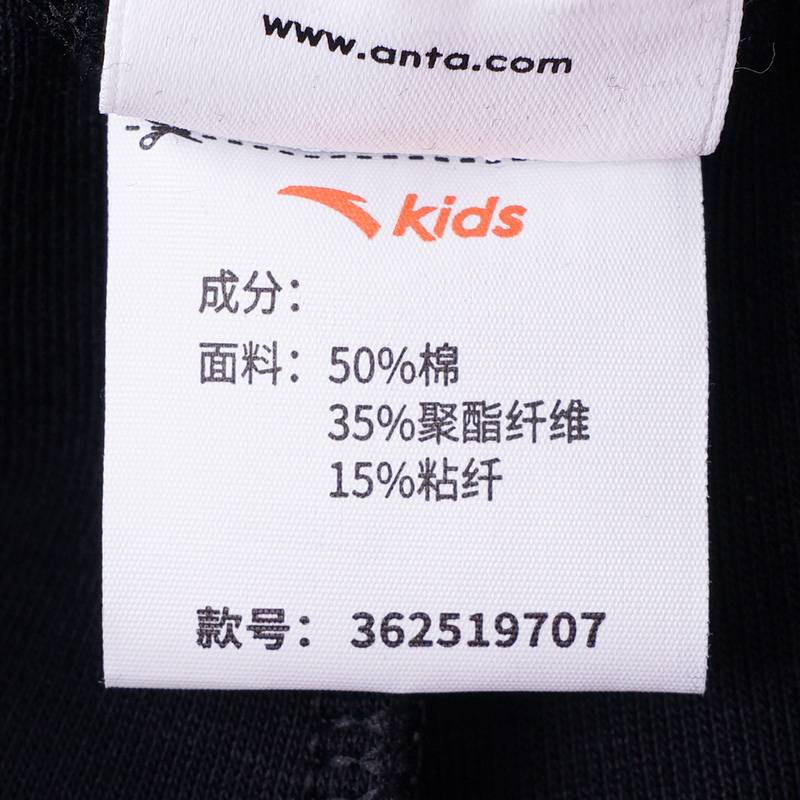 www.anta.com
kids
成分：
面料：50%棉
35%聚酯纤维
15%粘纤
款号：362519707